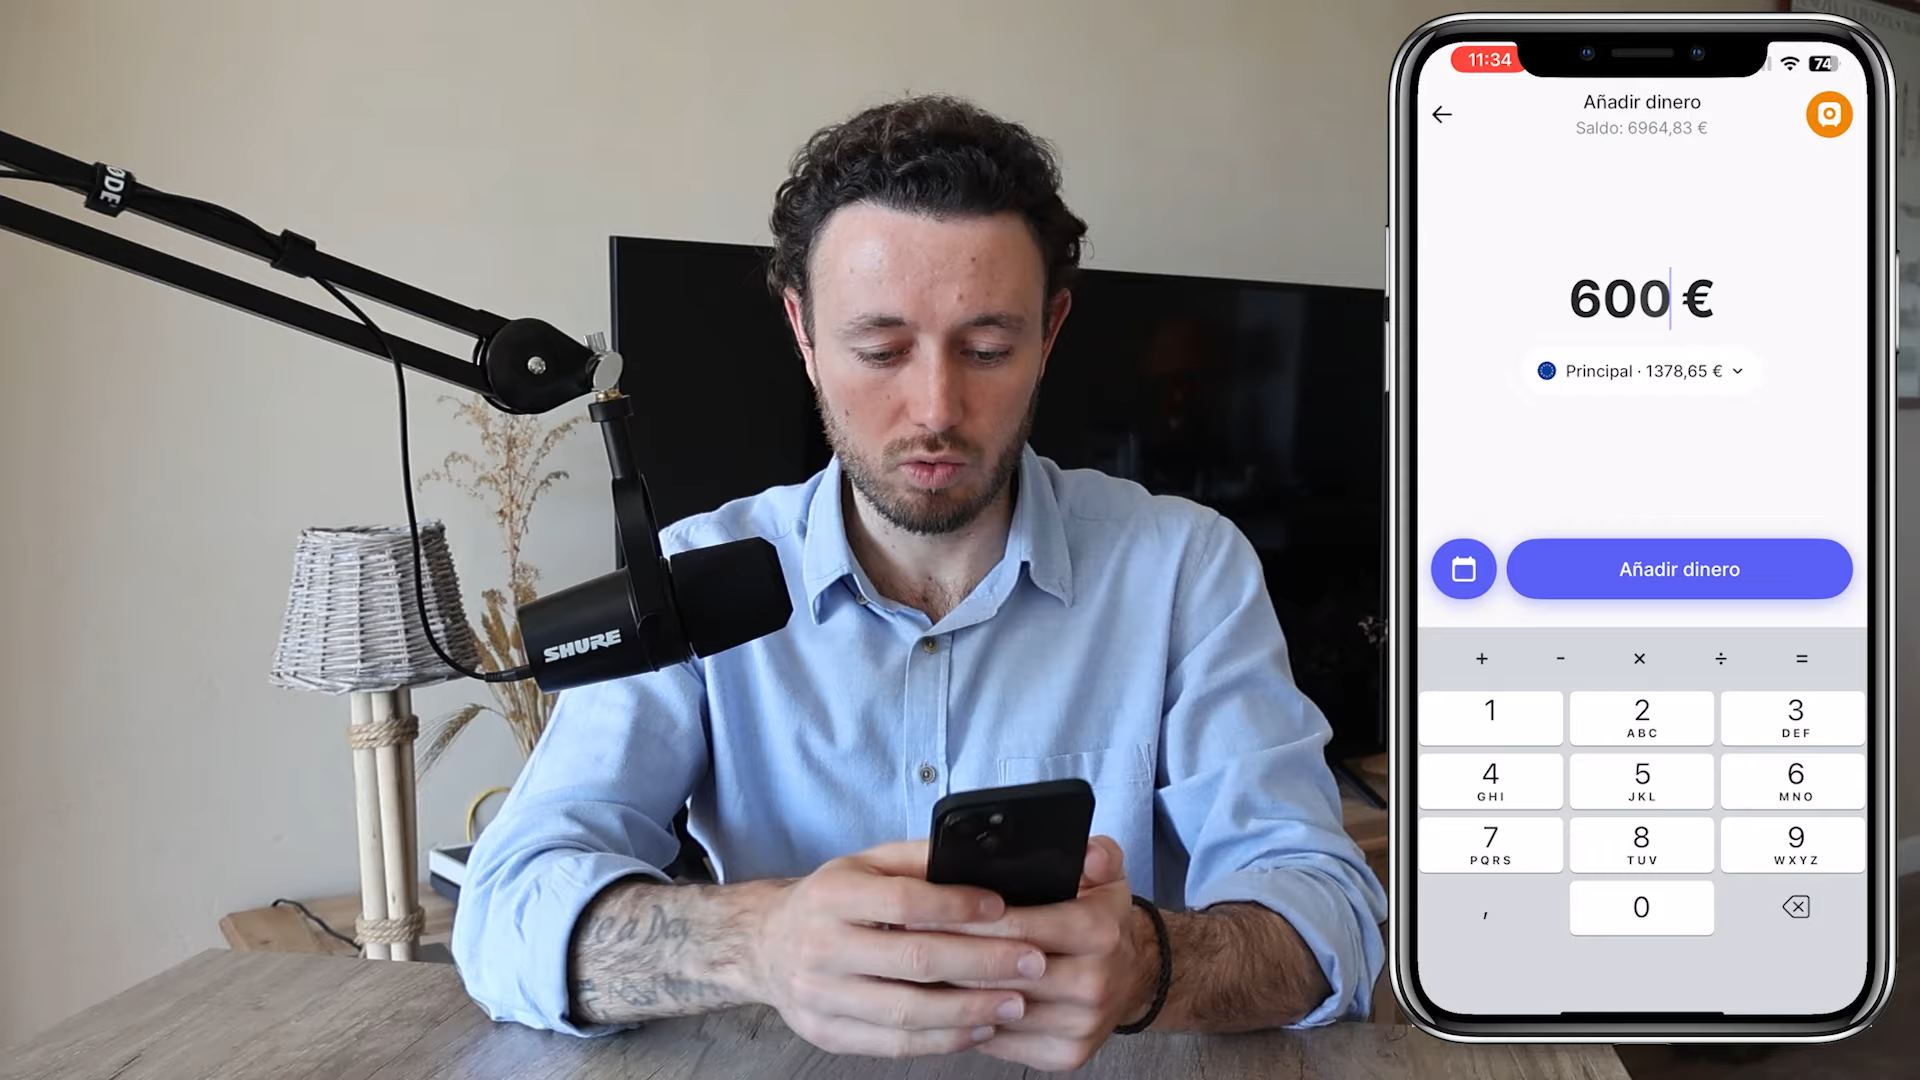 11:34
74
Añadir dinero
Saldo: 6964,83 €
600 €
Principal · 1378,65 €
Añadir dinero
+ - × ÷ =
1
2
ABC
3
DEF
4
GHI
5
JKL
6
MNO
7
PQRS
8
TUV
9
WXYZ
,
0
SHURE
e a Day